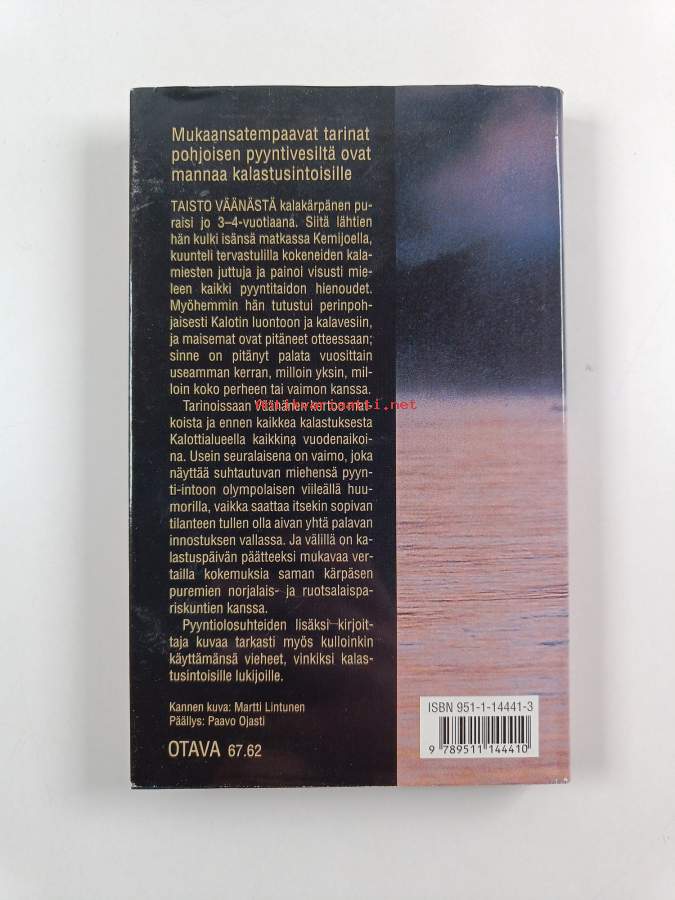 Mukaansatempaavat tarinat
pohjoisen pyyntivesiltä ovat
mannaa kalastusintoisille
TAISTO VÄÄNÄSTÄ kalakärpänen pu-
raisi jo 3–4-vuotiaana. Siitä lähtien
hän kulki isänsä matkassa Kemijoella,
kuunteli tervastulilla kokeneiden kala-
miesten juttuja ja painoi visusti mie-
leen kaikki pyyntitaidon hienoudet.
Myöhemmin hän tutustui perinpoh-
jaisesti Kalotin luontoon ja kalavesiin,
ja maisemat ovat pitäneet otteessaan;
sinne on pitänyt palata vuosittain
useamman kerran, milloin yksin, mil-
loin koko perheen tai vaimon kanssa.
Tarinoissaan Väänänen kertoo mat-
koista ja ennen kaikkea kalastuksesta
Kalottialueella kaikkina vuodenaikoi-
na. Usein seuralaisena on vaimo, joka
näyttää suhtautuvan miehensä pyyn-
ti-intoon olympolaisen viileällä huu-
morilla, vaikka saattaa itsekin sopivan
tilanteen tullen olla aivan yhtä palavan
innostuksen vallassa. Ja välillä on ka-
lastuspäivän päätteeksi mukavaa ver-
tailla kokemuksia saman kärpäsen
puremien norjalais- ja ruotsalaispa-
riskuntien kanssa.
Pyyntiolosuhteiden lisäksi kirjoit-
taja kuvaa tarkasti myös kulloinkin
käyttämänsä vieheet, vinkiksi kalas-
tusintoisille lukijoille.
Kannen kuva: Martti Lintunen
Päällys: Paavo Ojasti
OTAVA 67.62
ISBN 951-1-14441-3
9 789511 144410